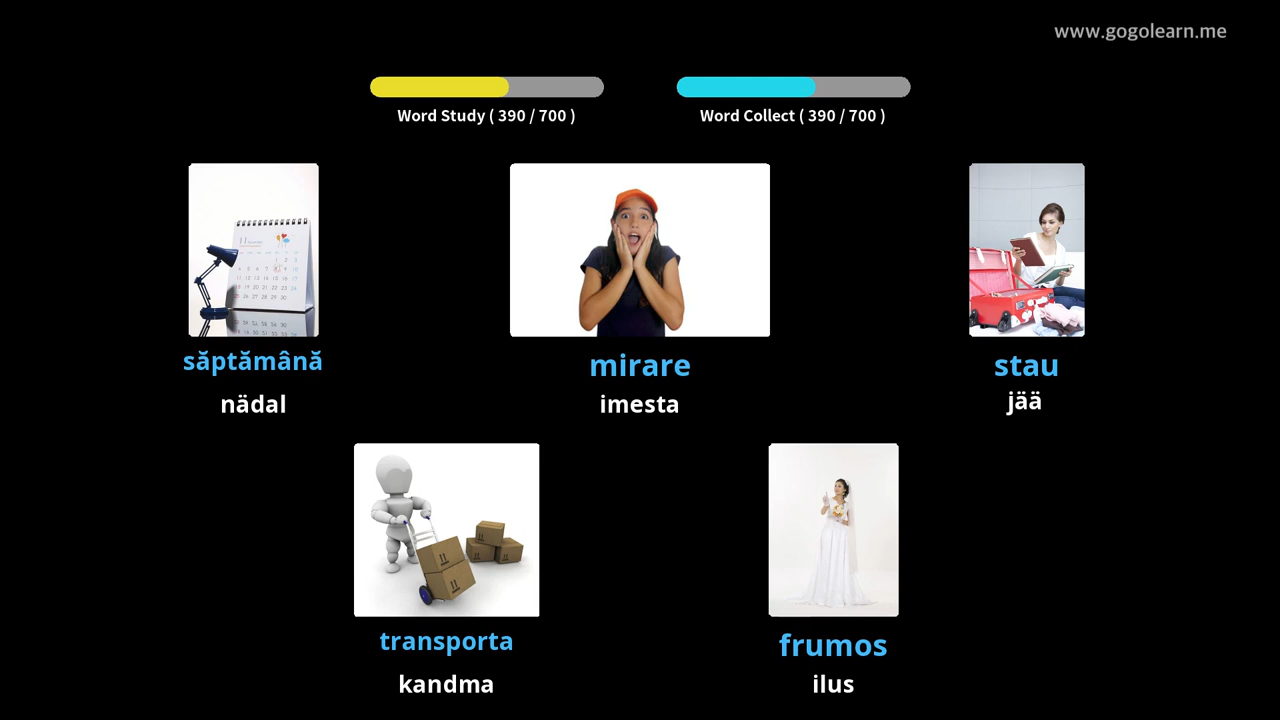 www.gogolearn.me
Word Study ( 390 / 700 )
Word Collect ( 390 / 700 )
săptămână
nädal
mirare
imesta
stau
jää
transporta
kandma
frumos
ilus